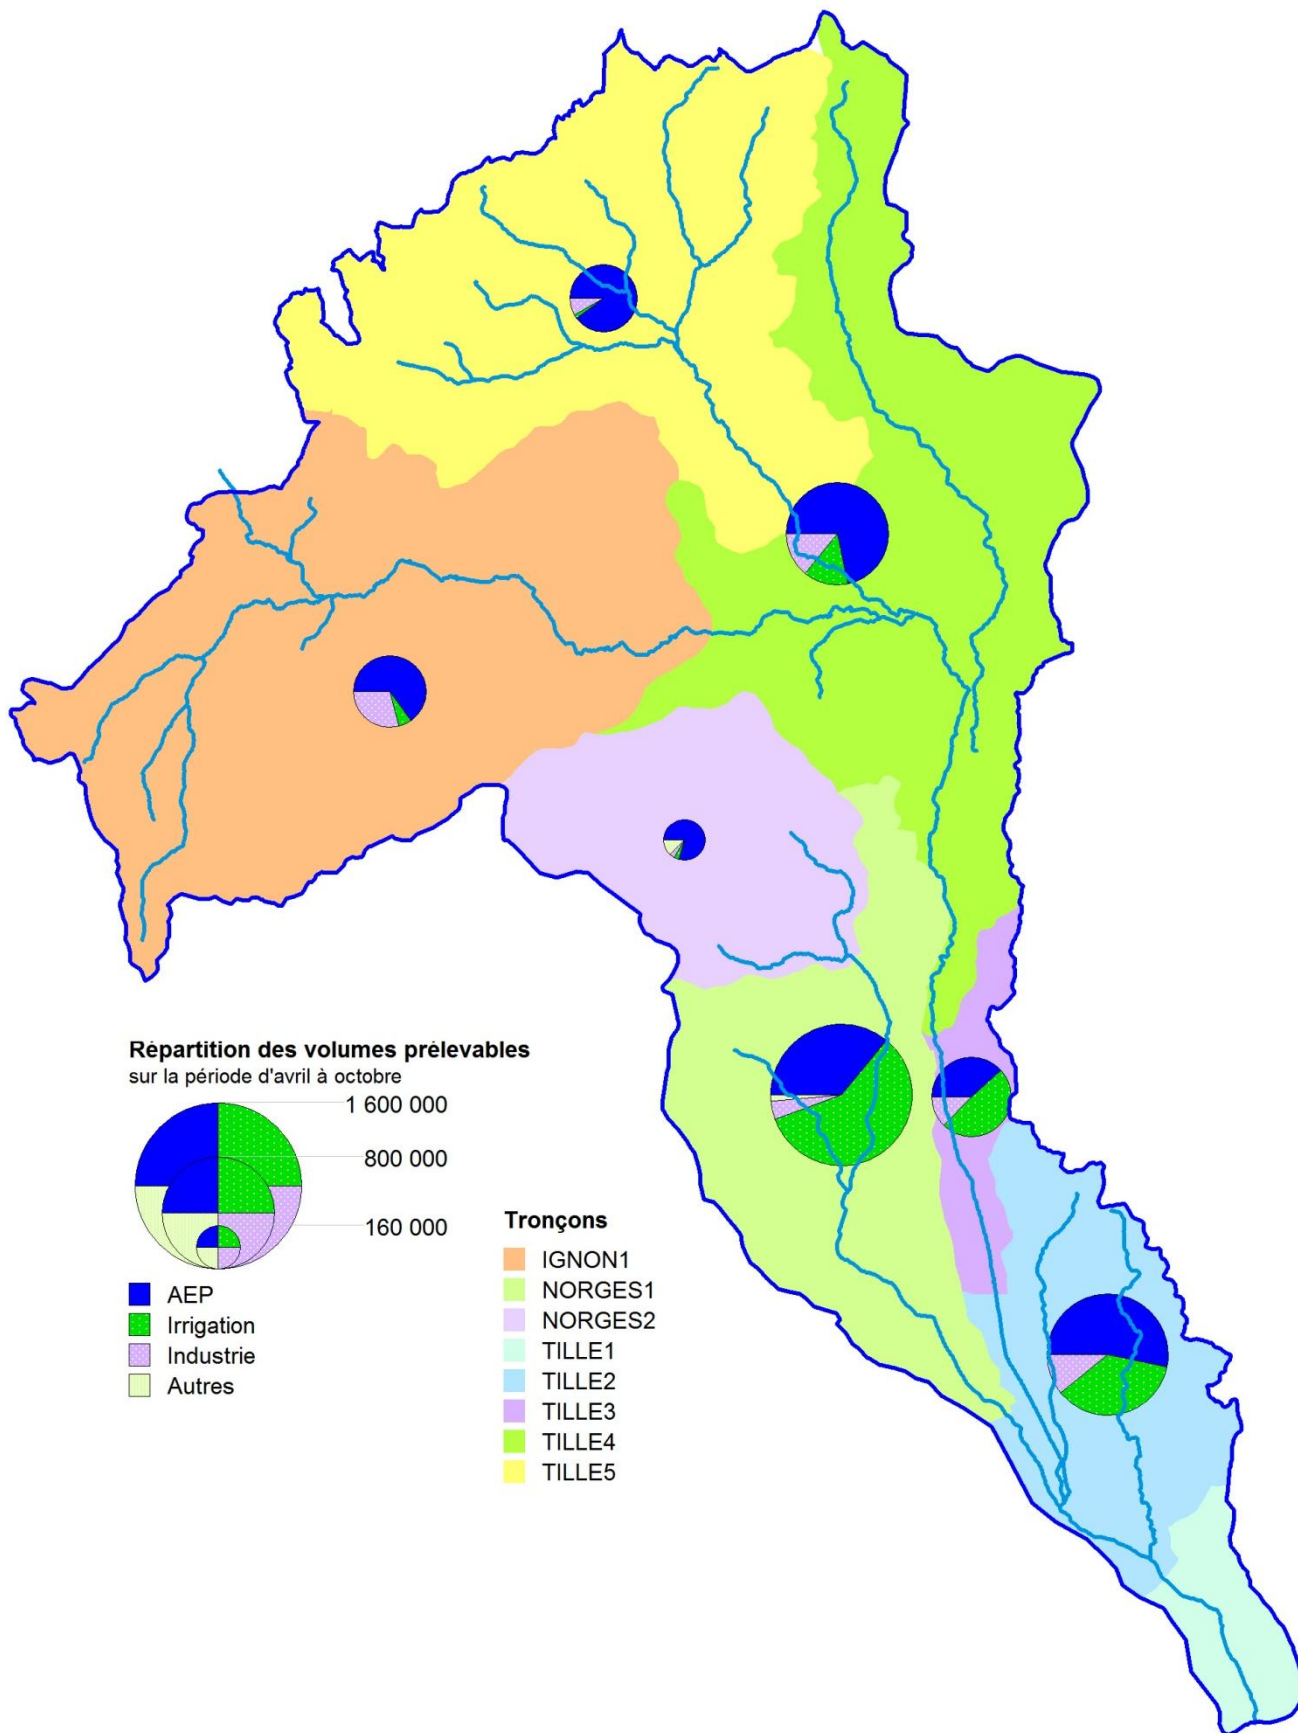 Répartition des volumes prélevables
sur la période d'avril à octobre
1 600 000
800 000
160 000
AEP
Irrigation
Industrie
Autres
Tronçons
IGNON1
NORGES1
NORGES2
TILLE1
TILLE2
TILLE3
TILLE4
TILLE5